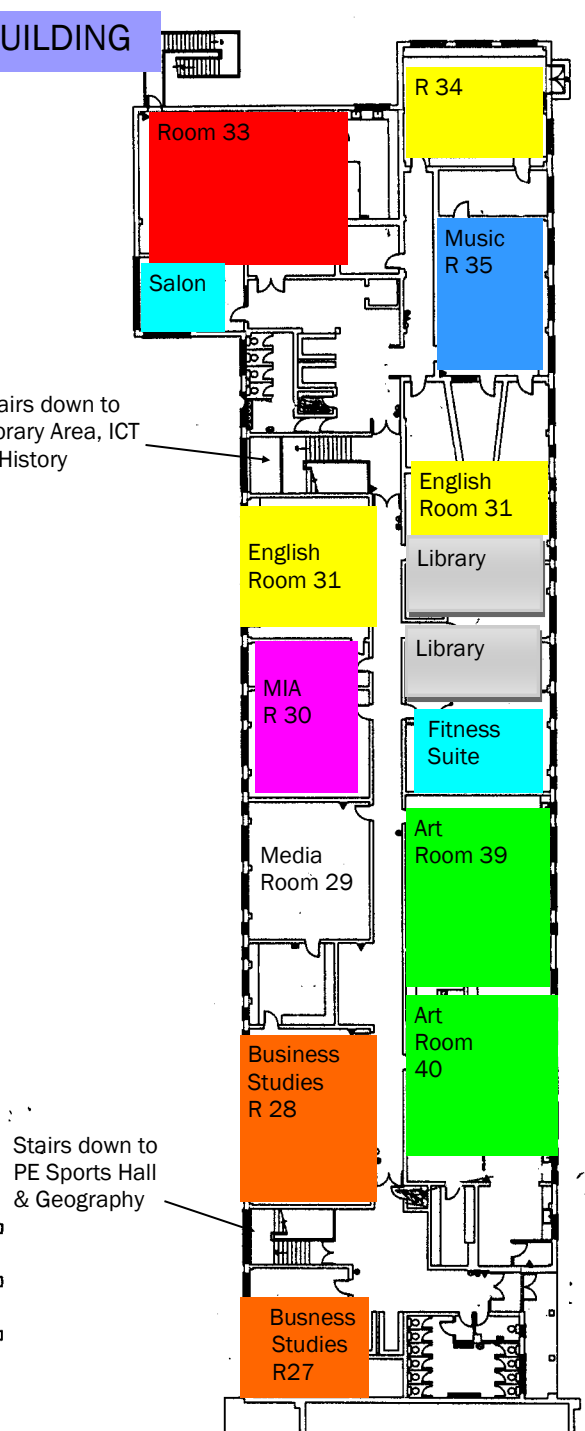 UILDING
R 34
Room 33
Music
R 35
Salon
airs down to
brary Area, ICT
History
English
Room 31
English
Room 31
Library
Library
MIA
R 30
Fitness
Suite
Art
Room 39
Media
Room 29
Art
Room
40
Business
Studies
R 28
Stairs down to
PE Sports Hall
& Geography
Busness
Studies
R27